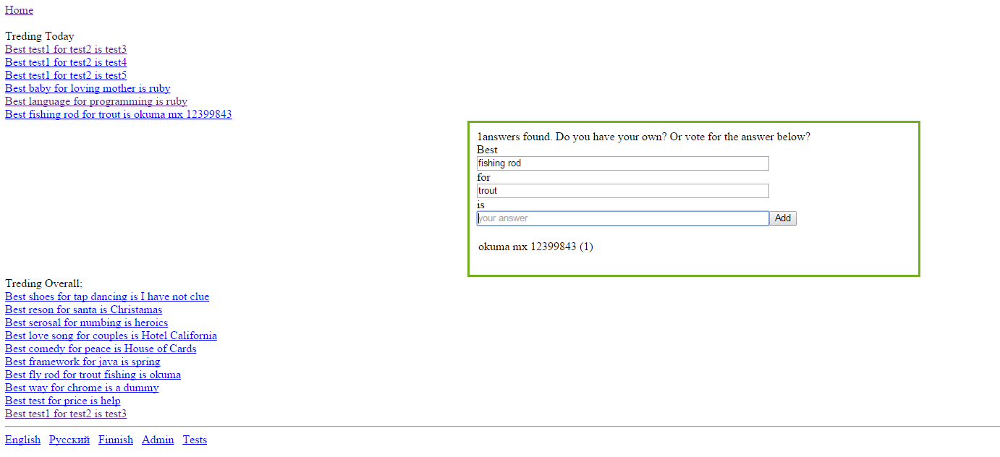 Home
Treding Today
Best test1 for test2 is test3
Best test1 for test2 is test4
Best test1 for test2 is test5
Best baby for loving mother is ruby
Best language for programming is ruby
Best fishing rod for trout is okuma mx 12399843
1answers found. Do you have your own? Or vote for the answer below?
Best
fishing rod
for
trout
is
your answer Add
okuma mx 12399843 (1)
Treding Overall;
Best shoes for tap dancing is I have not clue
Best reson for santa is Christamas
Best serosal for numbing is heroics
Best love song for couples is Hotel California
Best comedy for peace is House of Cards
Best framework for java is spring
Best fly rod for trout fishing is okuma
Best way for chrome is a dummy
Best test for price is help
Best test1 for test2 is test3
English Русский Finnish Admin Tests